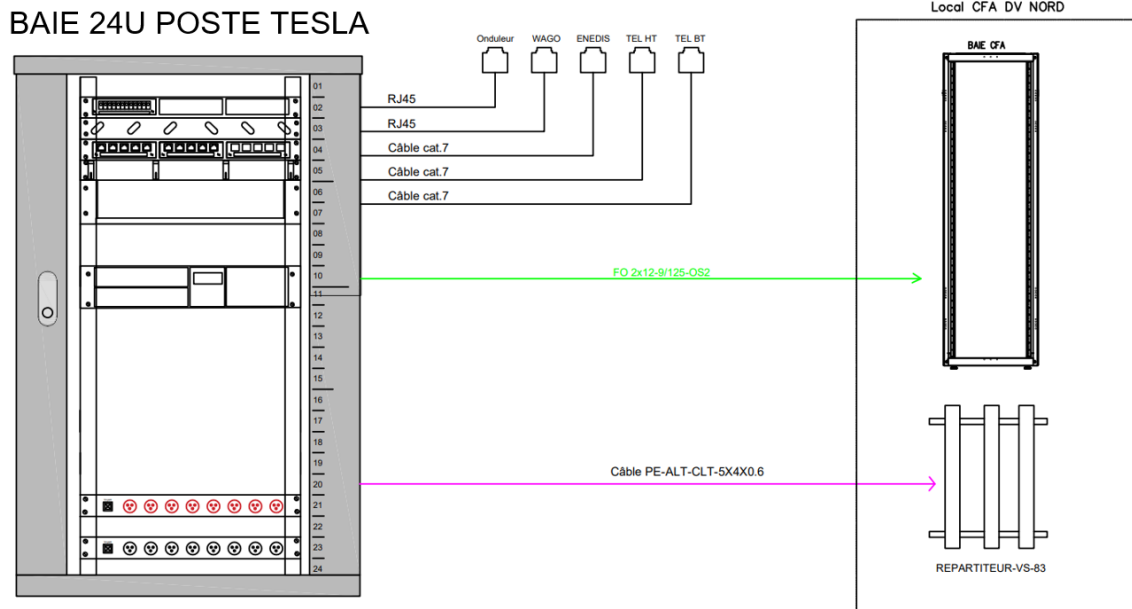 BAIE 24U POSTE TESLA
Local CFA DV NORD
Onduleur
WAGO
ENEDIS
TEL HT
TEL BT
BAIE CFA
RJ45
RJ45
Câble cat.7
Câble cat.7
Câble cat.7
FO 2x12-9/125-OS2
Câble PE-ALT-CLT-5X4X0.6
REPARTITEUR-VS-83
01
02
03
04
05
06
07
08
09
10
11
12
13
14
15
16
17
18
19
20
21
22
23
24